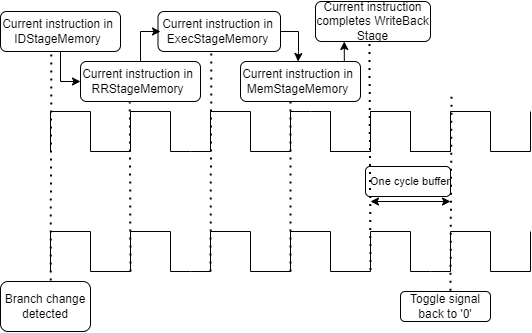 Current instruction in
IDStageMemory
Current instruction in
RRStageMemory
Current instruction in
ExecStageMemory
Current instruction in
MemStageMemory
Current instruction
completes WriteBack
Stage
One cycle buffer
Branch change
detected
Toggle signal
back to '0'